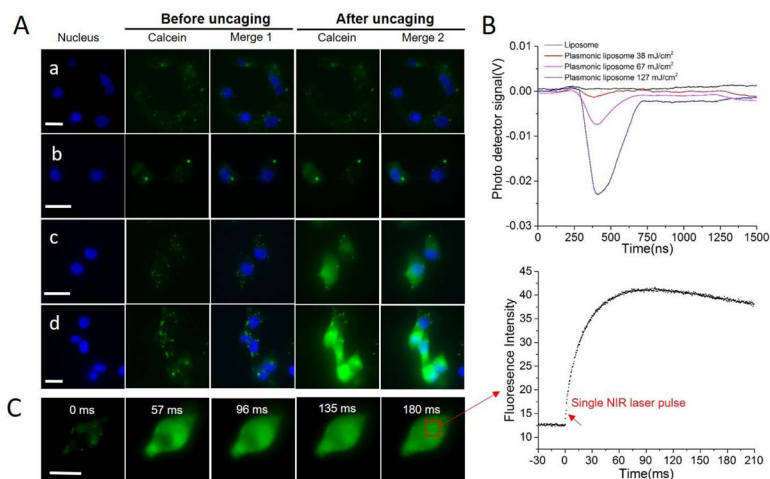 A
Before uncaging
After uncaging
Nucleus
Calcein
Merge 1
Calcein
Merge 2
a
b
c
d
C
0 ms
57 ms
96 ms
135 ms
180 ms
B
Liposome
Plasmonic liposome 38 mJ/cm²
Plasmonic liposome 67 mJ/cm²
Plasmonic liposome 127 mJ/cm²
Photo detector signal(V)
0.01
0.00
-0.01
-0.02
-0.03
0 250 500 750 1000 1250 1500
Time(ns)
Fluoresence Intensity
45
40
35
30
25
20
15
10
Single NIR laser pulse
-30 0 30 60 90 120 150 180 210
Time(ms)